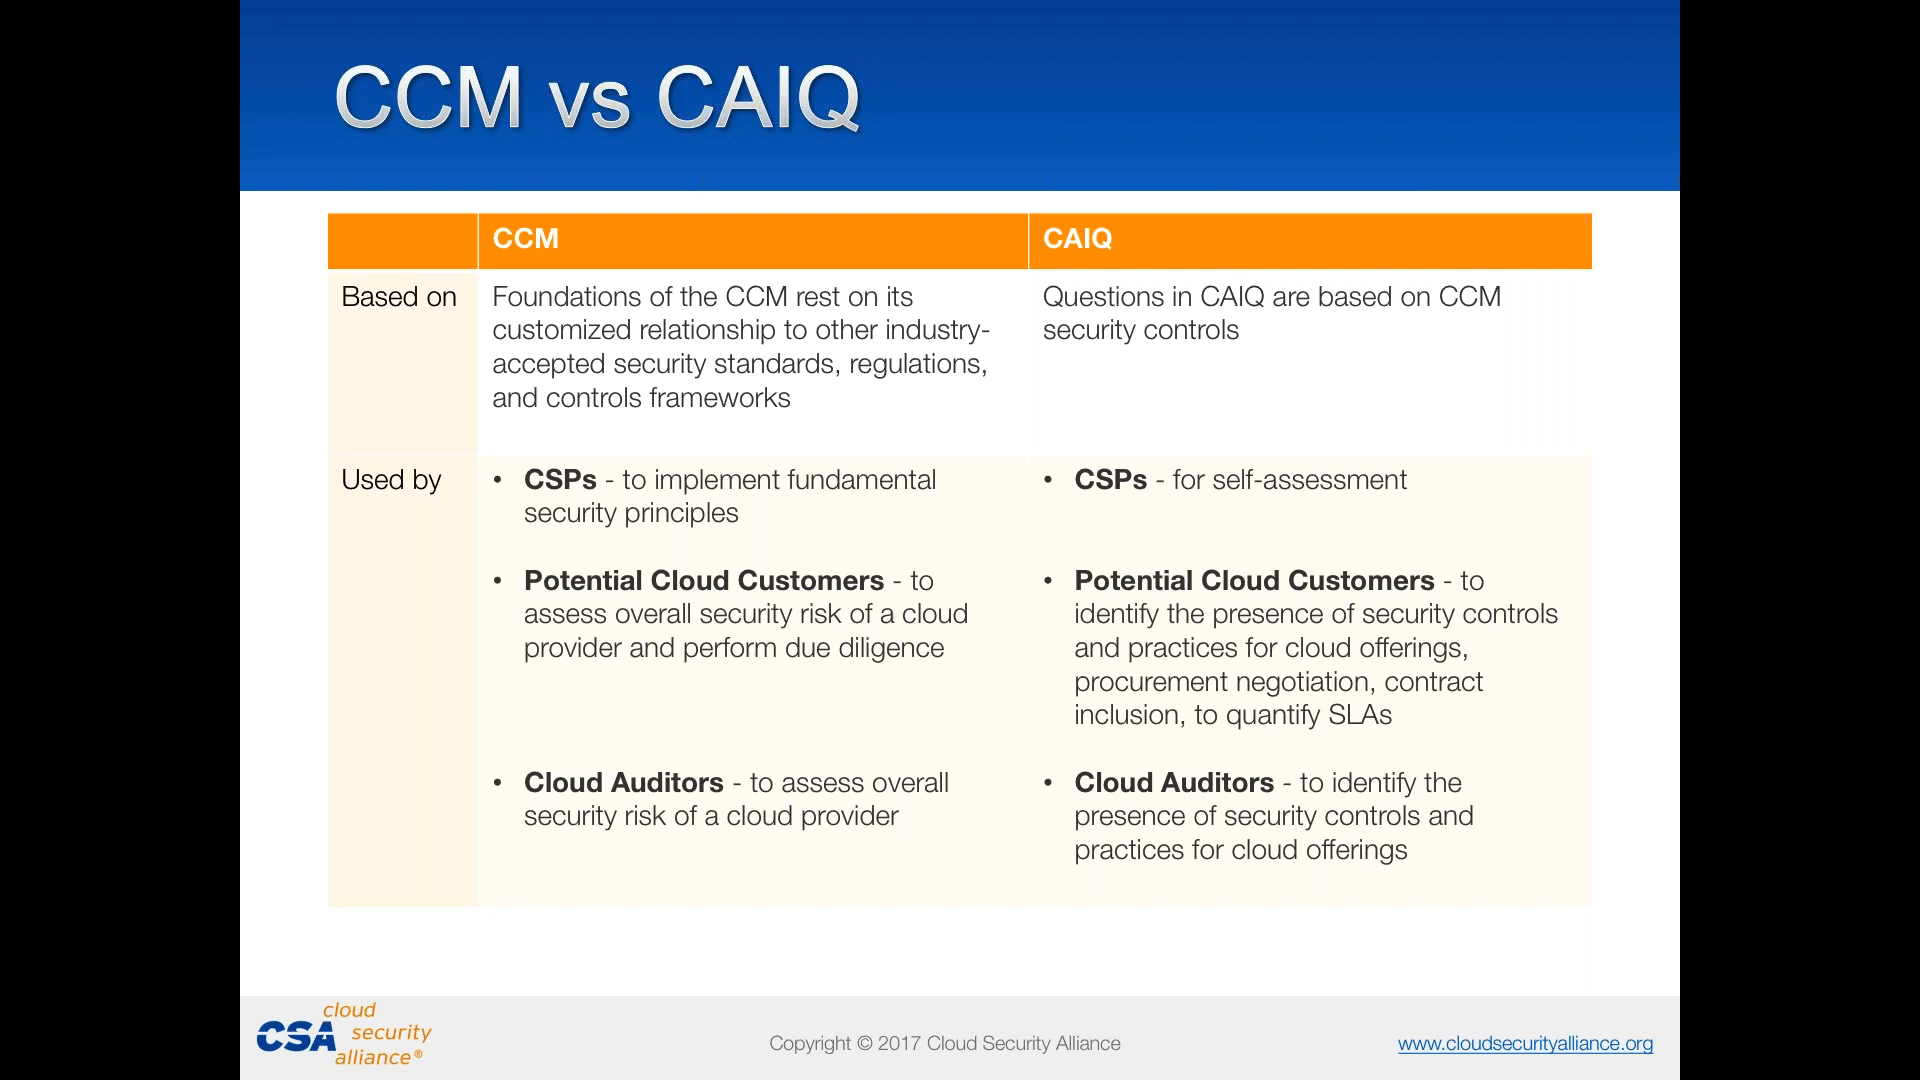 CCM vs CAIQ
CCM
CAIQ
Based on
Foundations of the CCM rest on its
customized relationship to other industry-
accepted security standards, regulations,
and controls frameworks
Questions in CAIQ are based on CCM
security controls
Used by
• CSPs - to implement fundamental
security principles
• Potential Cloud Customers - to
assess overall security risk of a cloud
provider and perform due diligence
• Cloud Auditors - to assess overall
security risk of a cloud provider
• CSPs - for self-assessment
• Potential Cloud Customers - to
identify the presence of security controls
and practices for cloud offerings,
procurement negotiation, contract
inclusion, to quantify SLAs
• Cloud Auditors - to identify the
presence of security controls and
practices for cloud offerings
CSA
cloud
security
alliance®
Copyright © 2017 Cloud Security Alliance
www.cloudsecurityalliance.org